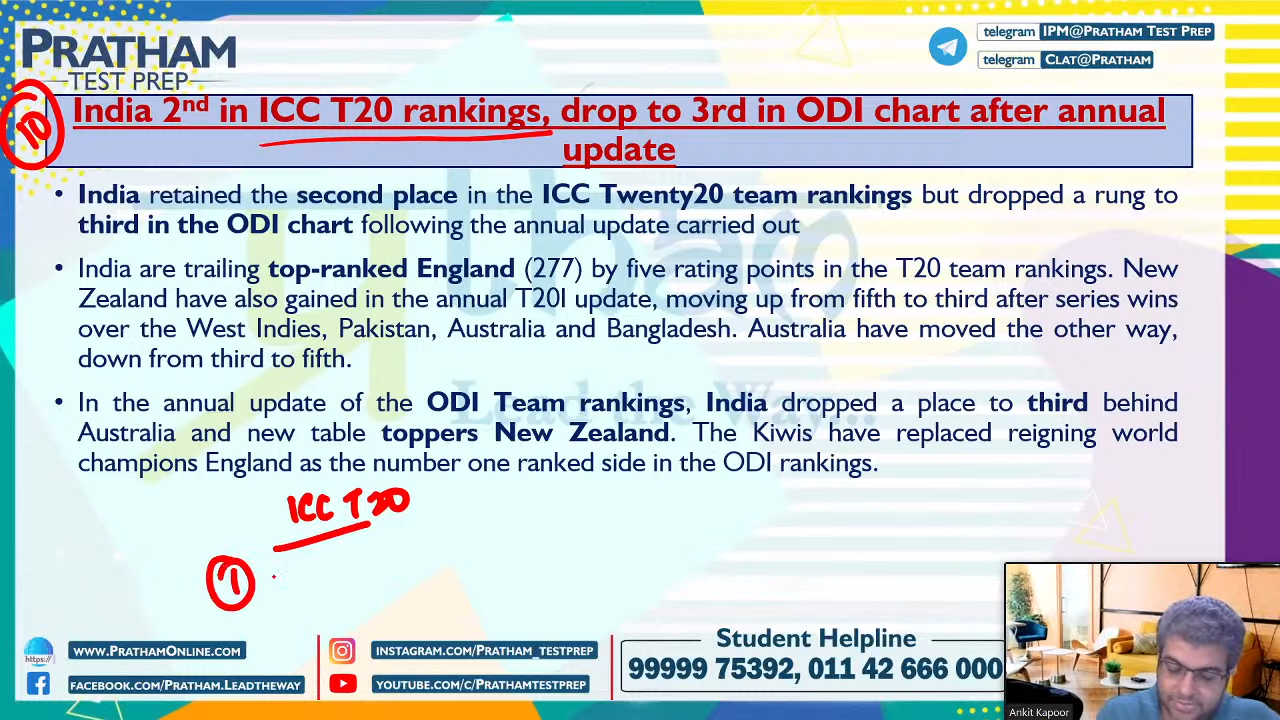 PRATHAM
TEST PREP
telegram IPM@PRATHAM TEST PREP
telegram CLAT@PRATHAM
10
India 2nd in ICC T20 rankings, drop to 3rd in ODI chart after annual
update
• India retained the second place in the ICC Twenty20 team rankings but dropped a rung to
third in the ODI chart following the annual update carried out
• India are trailing top-ranked England (277) by five rating points in the T20 team rankings. New
Zealand have also gained in the annual T20I update, moving up from fifth to third after series wins
over the West Indies, Pakistan, Australia and Bangladesh. Australia have moved the other way,
down from third to fifth.
• In the annual update of the ODI Team rankings, India dropped a place to third behind
Australia and new table toppers New Zealand. The Kiwis have replaced reigning world
champions England as the number one ranked side in the ODI rankings.
Lead the Way...
ICC T20
1
https://
WWW.PRATHAMONLINE.COM
FACEBOOK.COM/PRATHAM.LEADTHEWAY
INSTAGRAM.COM/PRATHAM_TESTPREP
YOUTUBE.COM/C/PRATHAMTESTPREP
Student Helpline
99999 75392, 011 42 666 000
Ankit Kapoor